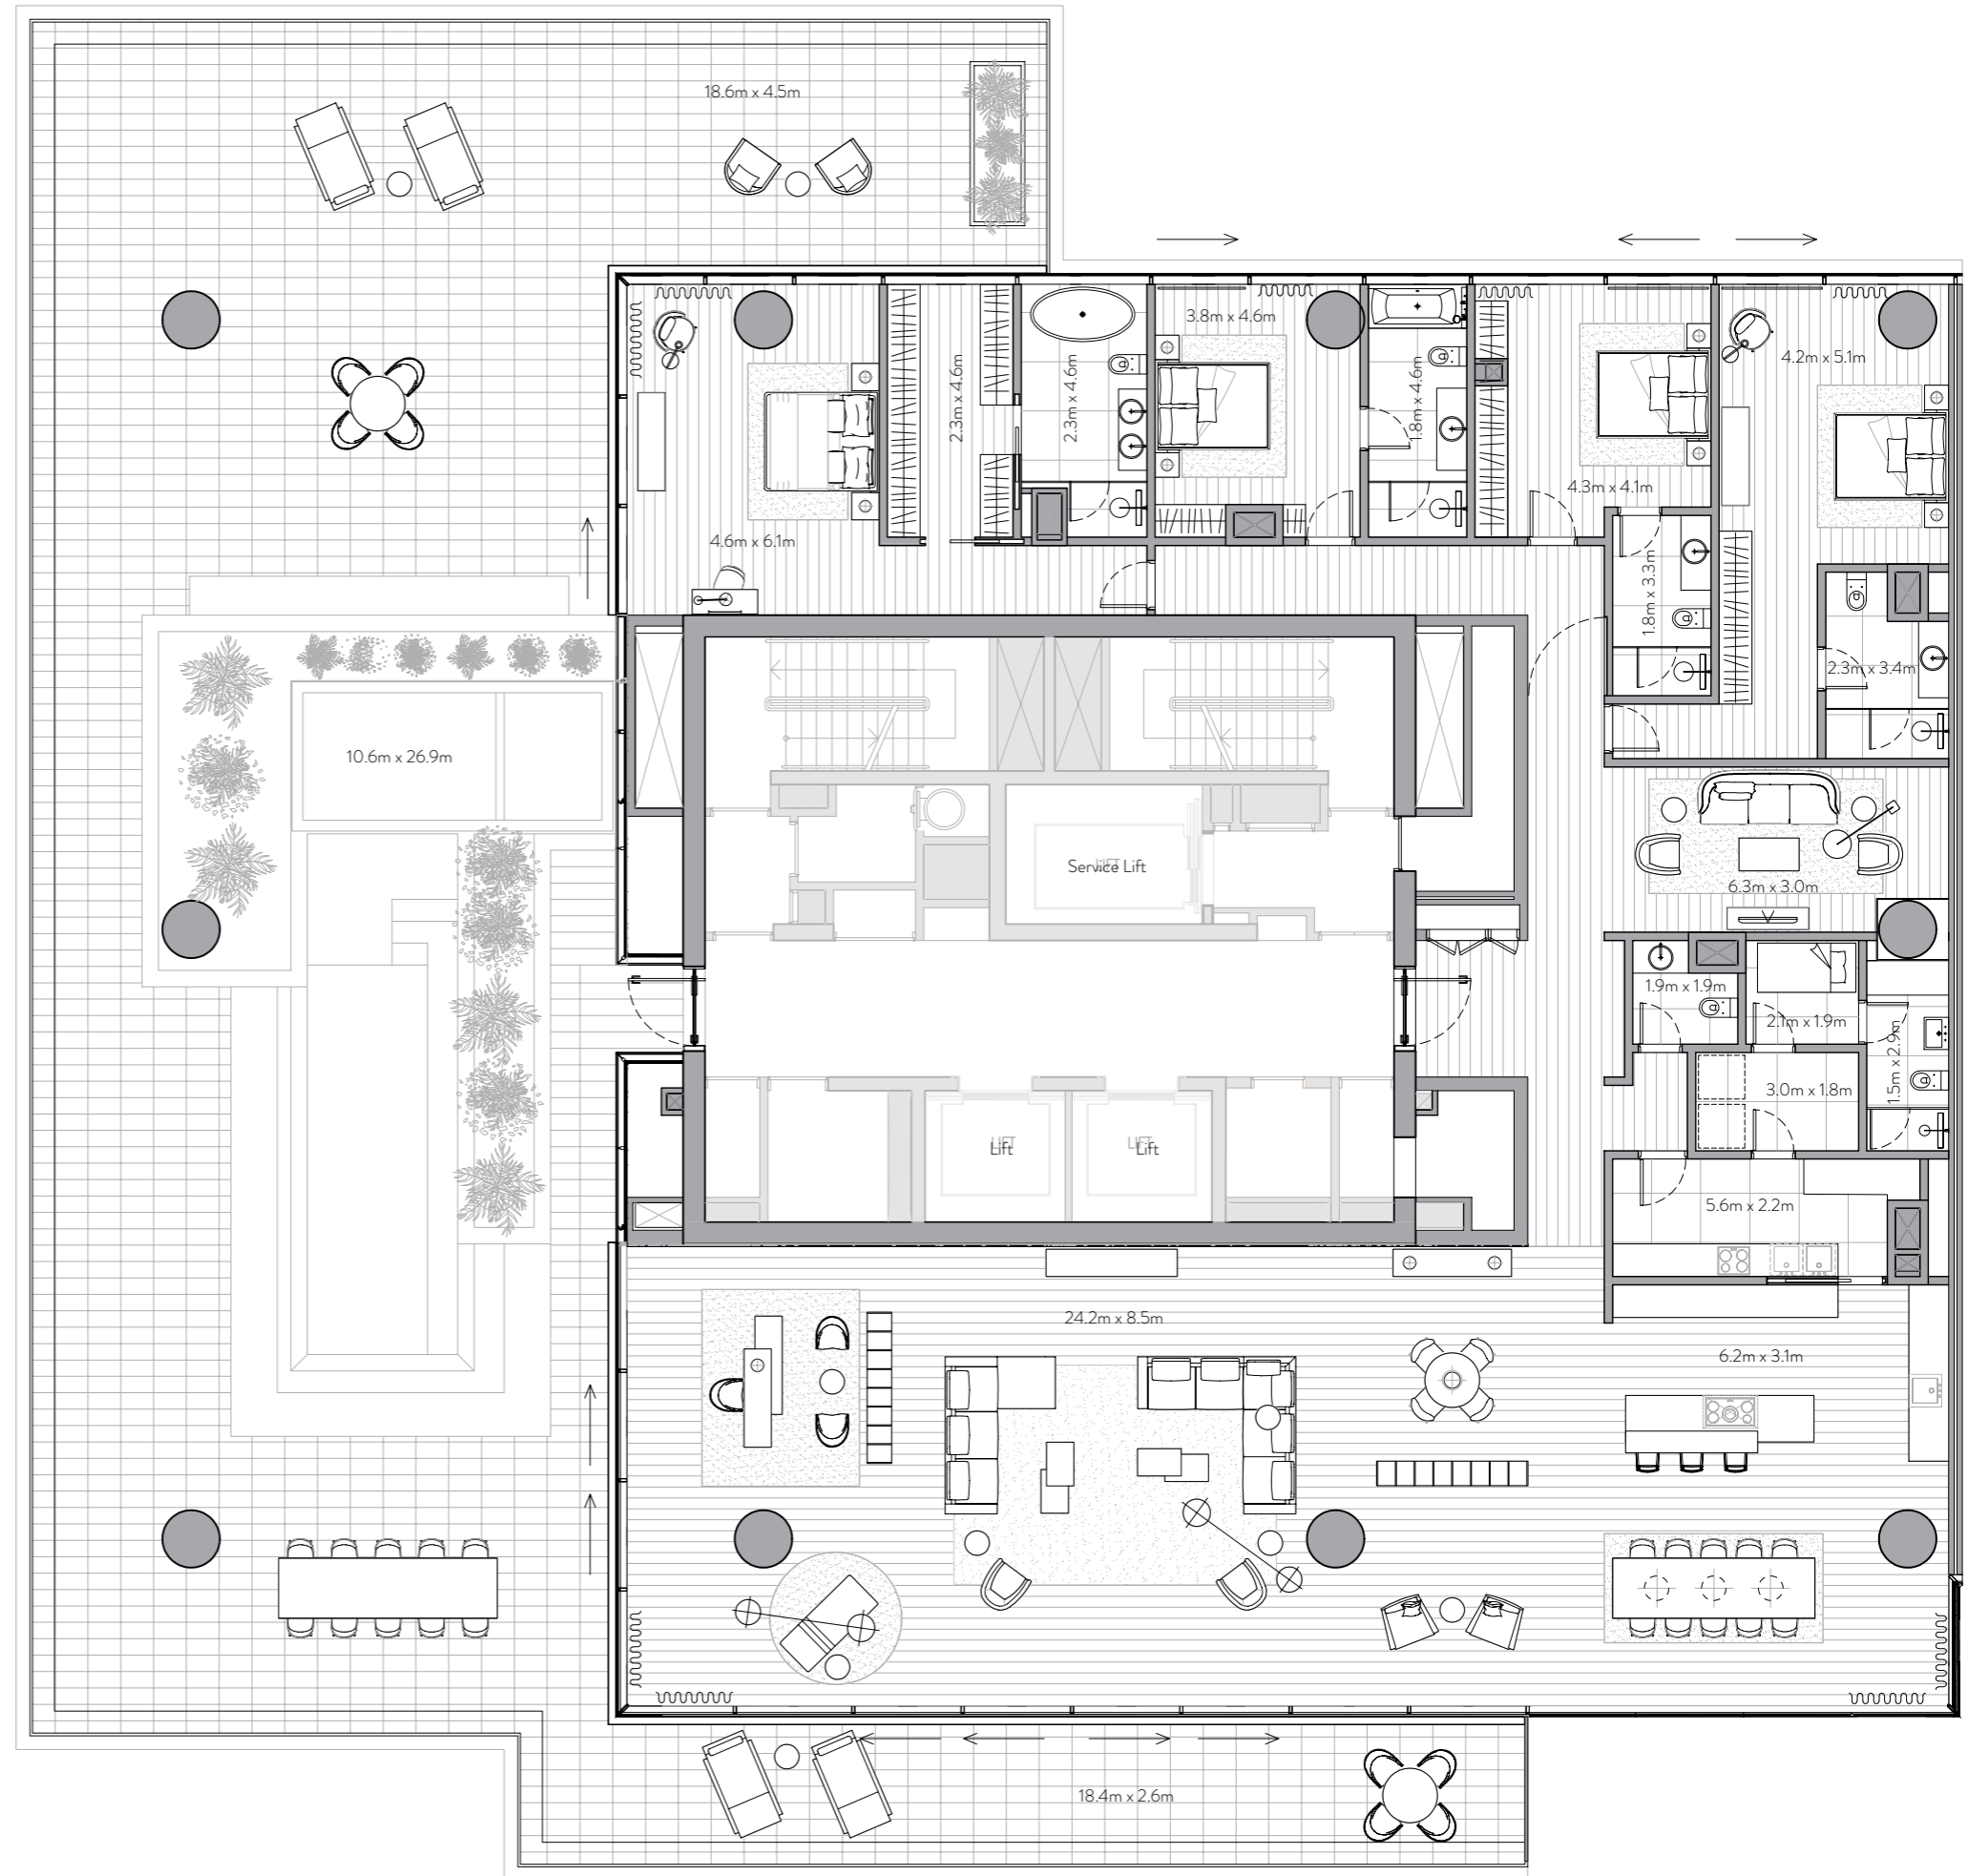 18.6m x 4.5m
3.8m x 4.6m
2.3m x 4.6m
2.3m x 4.6m
1.8m x 4.6m
4.2m x 5.1m
4.3m x 4.1m
4.6m x 6.1m
1.8m x 3.3m
2.3m x 3.4m
10.6m x 26.9m
LIFT
Service Lift
6.3m x 3.0m
1.9m x 1.9m
2.1m x 1.9m
1.5m x 2.9m
3.0m x 1.8m
LIFT
Lift
LIFT
Lift
5.6m x 2.2m
24.2m x 8.5m
6.2m x 3.1m
18.4m x 2.6m